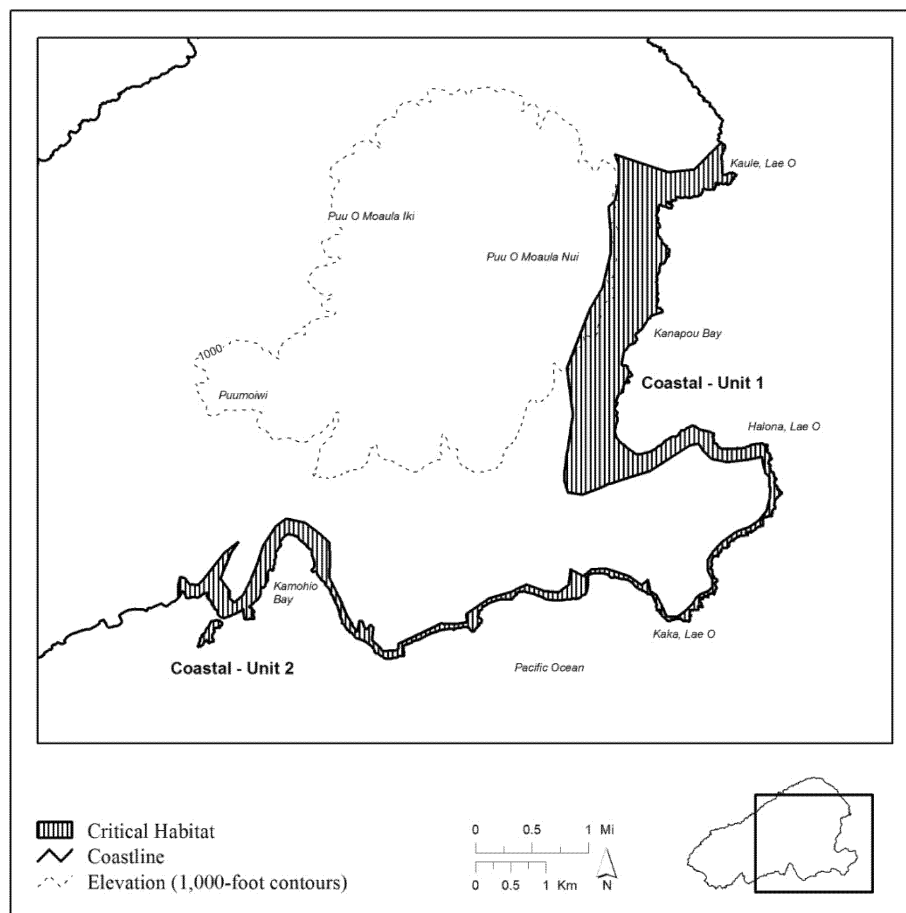 Kaule, Lae O
Puu O Moaula Iki
Puu O Moaula Nui
Kanapou Bay
1000
Coastal - Unit 1
Puumoiwi
Halona, Lae O
Kamohio
Bay
Kaka, Lae O
Coastal - Unit 2
Pacific Ocean
Critical Habitat
Coastline
Elevation (1,000-foot contours)
0 0.5 1 Mi
0 0.5 1 Km
N